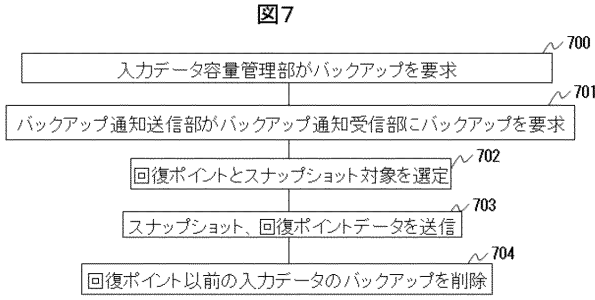 図7
700
入力データ容量管理部がバックアップを要求
701
バックアップ通知送信部がバックアップ通知受信部にバックアップを要求
702
回復ポイントとスナップショット対象を選定
703
スナップショット、回復ポイントデータを送信
704
回復ポイント以前の入力データのバックアップを削除